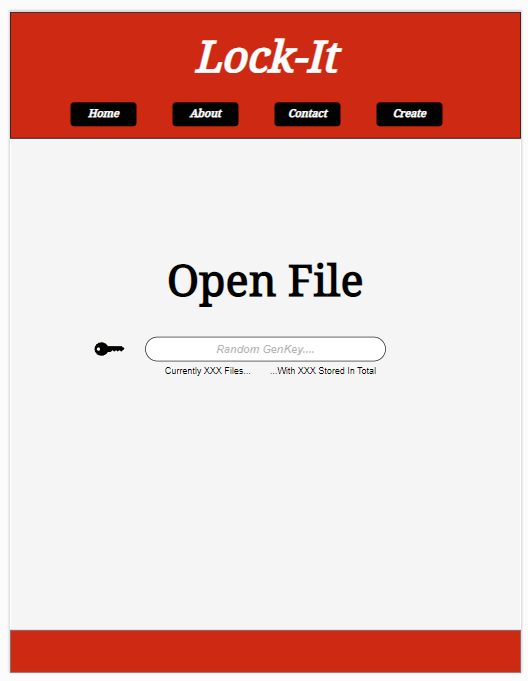 Lock-It
Home About Contact Create
Open File
Random GenKey....
Currently XXX Files... ...With XXX Stored In Total